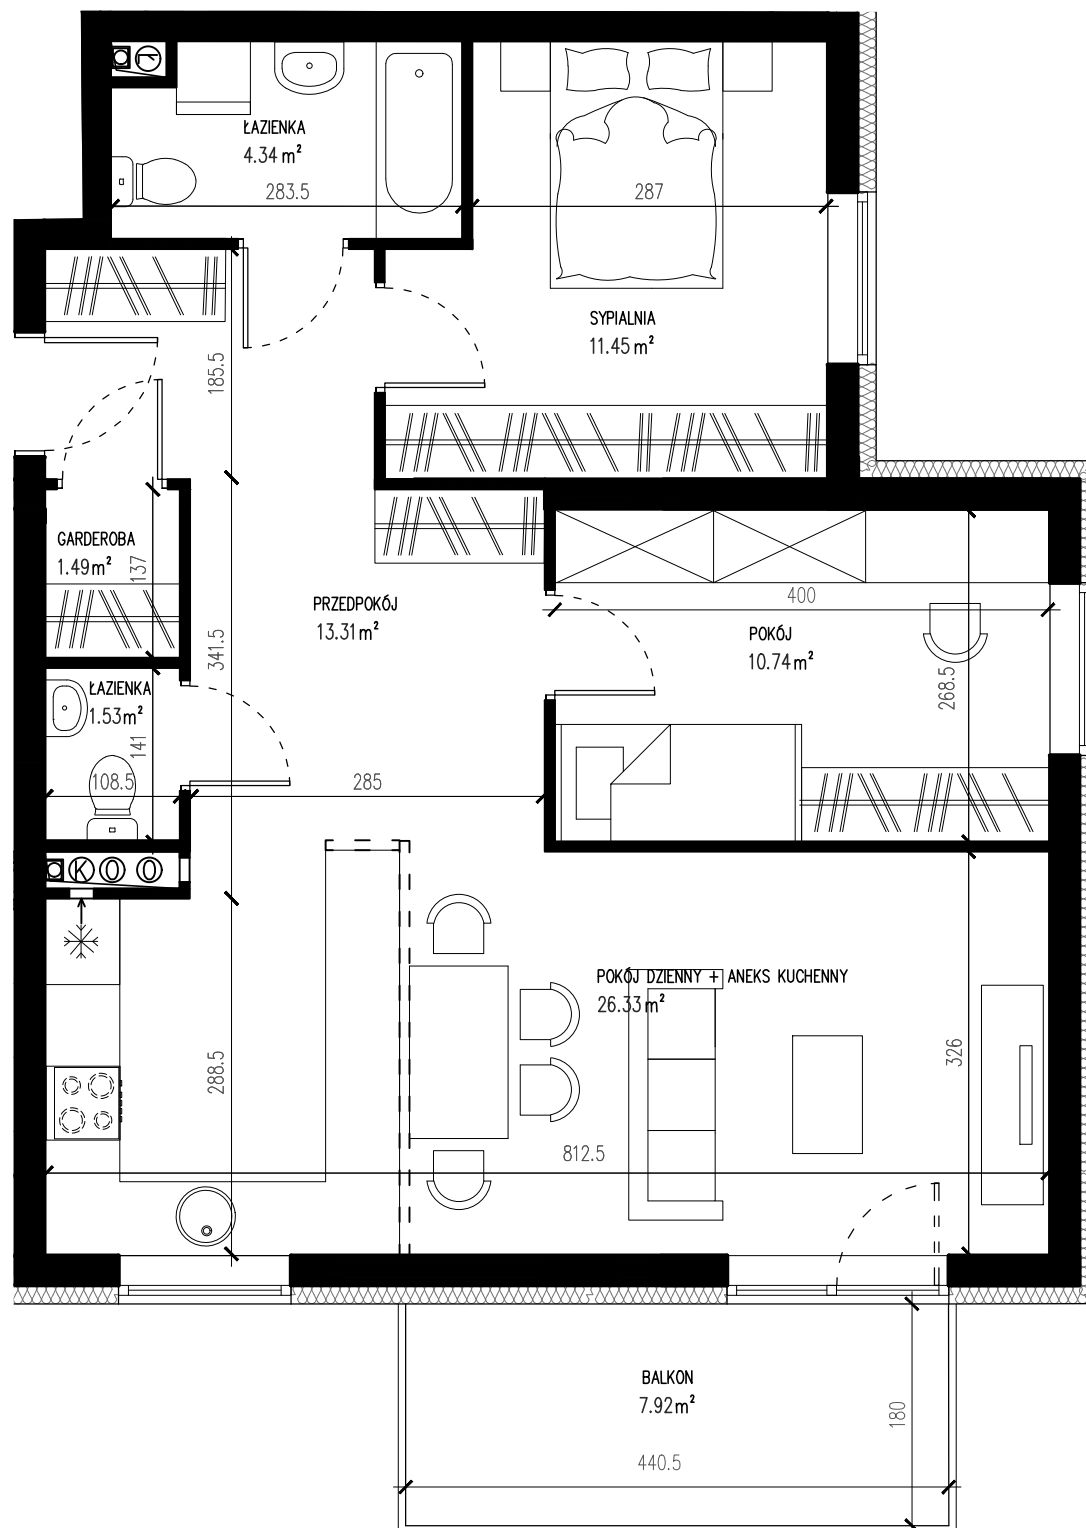 K
ŁAZIENKA
4.34 m²
283.5
287
SYPIALNIA
11.45 m²
185.5
GARDEROBA
1.49 m²
137
PRZEDPOKÓJ
13.31 m²
341.5
400
POKÓJ
10.74 m²
268.5
ŁAZIENKA
1.53 m²
141
108.5
285
K O O
POKÓJ DZIENNY + ANEKS KUCHENNY
26.33 m²
288.5
326
812.5
BALKON
7.92 m²
180
440.5